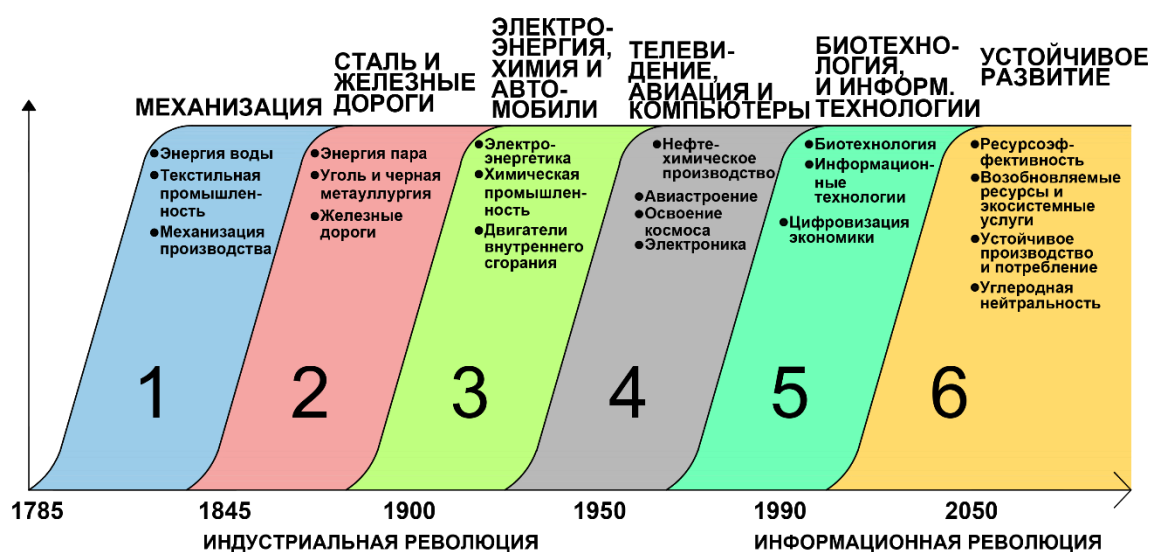 МЕХАНИЗАЦИЯ
СТАЛЬ И
ЖЕЛЕЗНЫЕ
ДОРОГИ
ЭЛЕКТРО-
ЭНЕРГИЯ,
ХИМИЯ И
АВТО-
МОБИЛИ
ТЕЛЕВИ-
ДЕНИЕ,
АВИАЦИЯ И
КОМПЬЮТЕРЫ
БИОТЕХНО-
ЛОГИЯ,
И ИНФОРМ.
ТЕХНОЛОГИИ
УСТОЙЧИВОЕ
РАЗВИТИЕ
●Энергия воды
●Текстильная
промышлен-
ность
●Механизация
производства
●Энергия пара
●Уголь и черная
метауллургия
●Железные
дороги
●Электро-
энергетика
●Химическая
промышлен-
ность
●Двигатели
внутреннего
сгорания
●Нефте-
химическое
производство
●Авиастроение
●Освоение
космоса
●Электроника
●Биотехнология
●Информацион-
ные
технологии
●Цифровизация
экономики
●Ресурсоэф-
фективность
●Возобновляемые
ресурсы и
экосистемные
услуги
●Устойчивое
производство
и потребление
●Углеродная
нейтральность
1
2
3
4
5
6
1785
1845
1900
1950
1990
2050
ИНДУСТРИАЛЬНАЯ РЕВОЛЮЦИЯ
ИНФОРМАЦИОННАЯ РЕВОЛЮЦИЯ